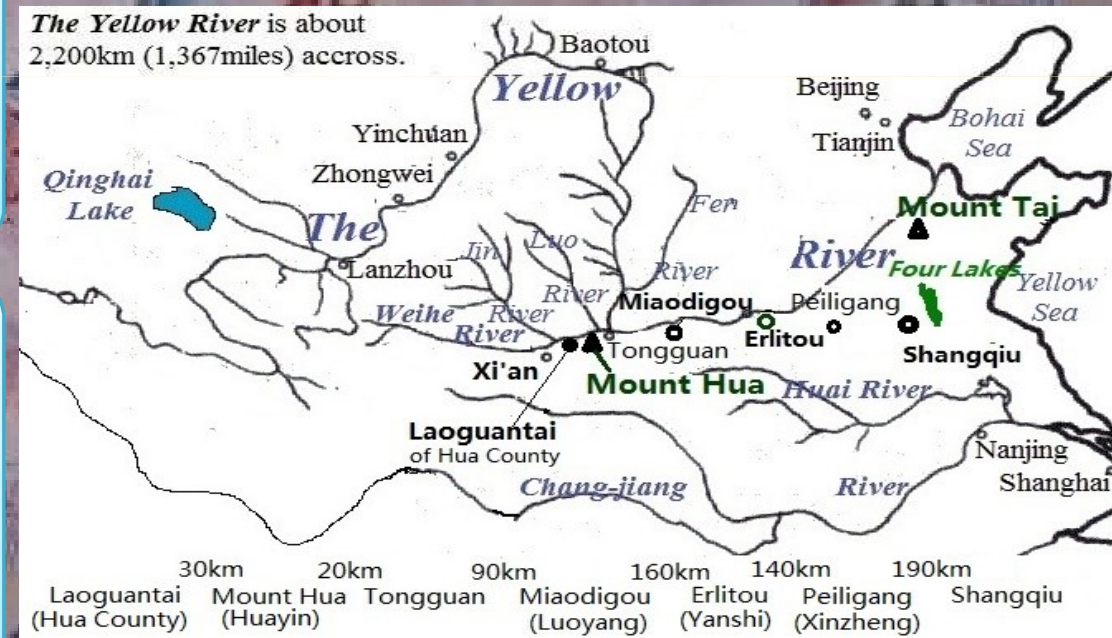 The Yellow River is about
2,200km (1,367miles) accross.
Baotou
Yellow
Beijing
Tianjin
Bohai
Sea
Yinchuan
Zhongwei
Qinghai
Lake
The
Lanzhou
Jin
Luo
Fen
River
Mount Tai
River
Four Lakes
Yellow
Sea
Weihe
River
River
River
Miaodigou
Peiligang
Erlitou
Shangqiu
Xi'an
Tongguan
Mount Hua
Huai River
Laoguantai
of Hua County
Chang-jiang
River
Nanjing
Shanghai
30km 20km 90km 160km 140km 190km
Laoguantai Mount Hua Tongguan Miaodigou Erlitou Peiligang Shangqiu
(Hua County) (Huayin) (Luoyang) (Yanshi) (Xinzheng)